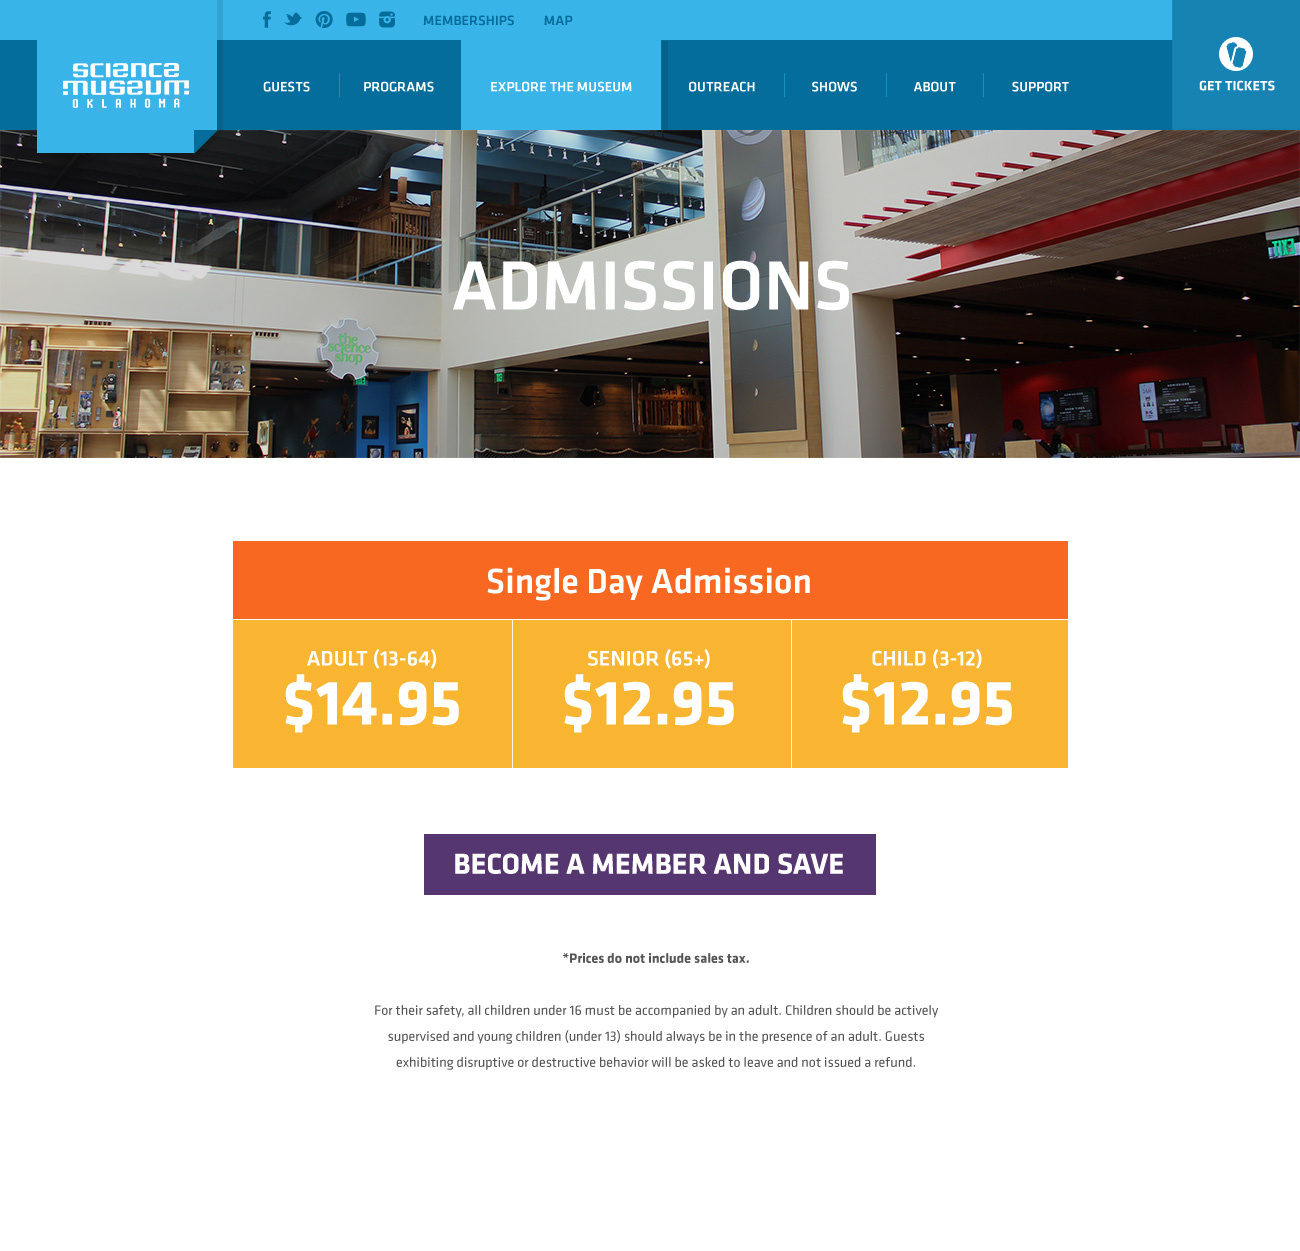 MEMBERSHIPS MAP
science
museum
OKLAHOMA
GUESTS PROGRAMS EXPLORE THE MUSEUM OUTREACH SHOWS ABOUT SUPPORT
GET TICKETS
ADMISSIONS
EXIT
the
science
shop
Single Day Admission
ADULT (13-64) SENIOR (65+) CHILD (3-12)
$14.95 $12.95 $12.95
BECOME A MEMBER AND SAVE
*Prices do not include sales tax.
For their safety, all children under 16 must be accompanied by an adult. Children should be actively
supervised and young children (under 13) should always be in the presence of an adult. Guests
exhibiting disruptive or destructive behavior will be asked to leave and not issued a refund.